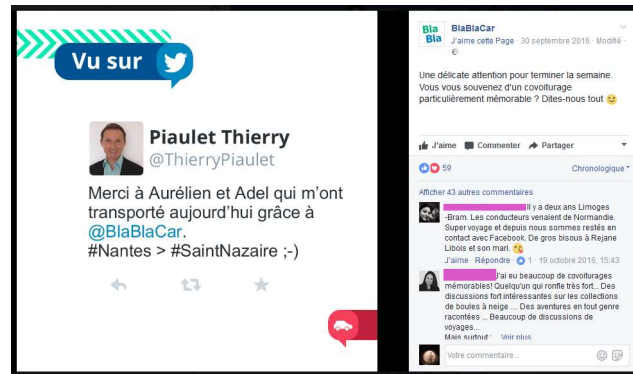 Vu sur
Piaulet Thierry
@ThierryPiaulet
Merci à Aurélien et Adel qui m'ont
transporté aujourd'hui grâce à
@BlaBlaCar.
#Nantes > #SaintNazaire ;-)
Bla
Bla
BlaBlaCar
J'aime cette Page · 30 septembre 2016 · Modifié ·
Une délicate attention pour terminer la semaine.
Vous vous souvenez d'un covoiturage
particulièrement mémorable ? Dites-nous tout
J'aime Commenter Partager
59 Chronologique
Afficher 43 autres commentaires
Il y a deux ans Limoges
-Bram. Les conducteurs venaient de Normandie.
Super voyage et depuis nous sommes restés en
contact avec Facebook. De gros bisous à Rejane
Libois et son mari.
J'aime · Répondre · 1 · 19 octobre 2016, 15:43
J'ai eu beaucoup de covoiturages
mémorables! Quelqu'un qui ronfle très fort... Des
discussions fort intéressantes sur les collections
de boules à neige .... Des aventures en tout genre
racontées ... Beaucoup de discussions de
voyages...
Mais surtout : Voir plus
Votre commentaire...